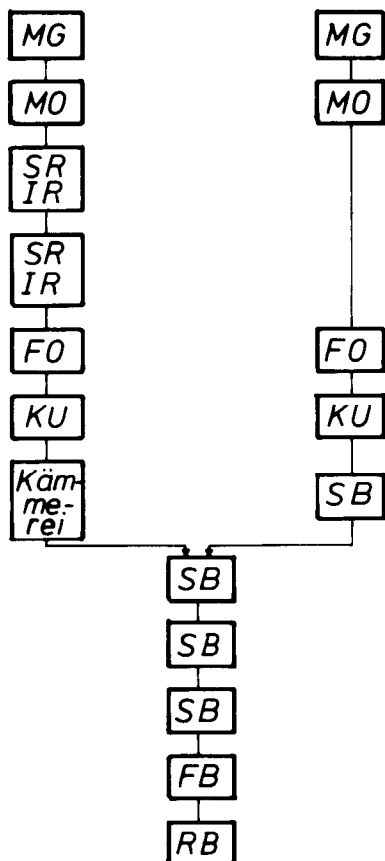 MG
MO
SR
IR
SR
IR
FO
KU
Käm-
me-
rei
MG
MO
FO
KU
SB
SB
SB
SB
FB
RB